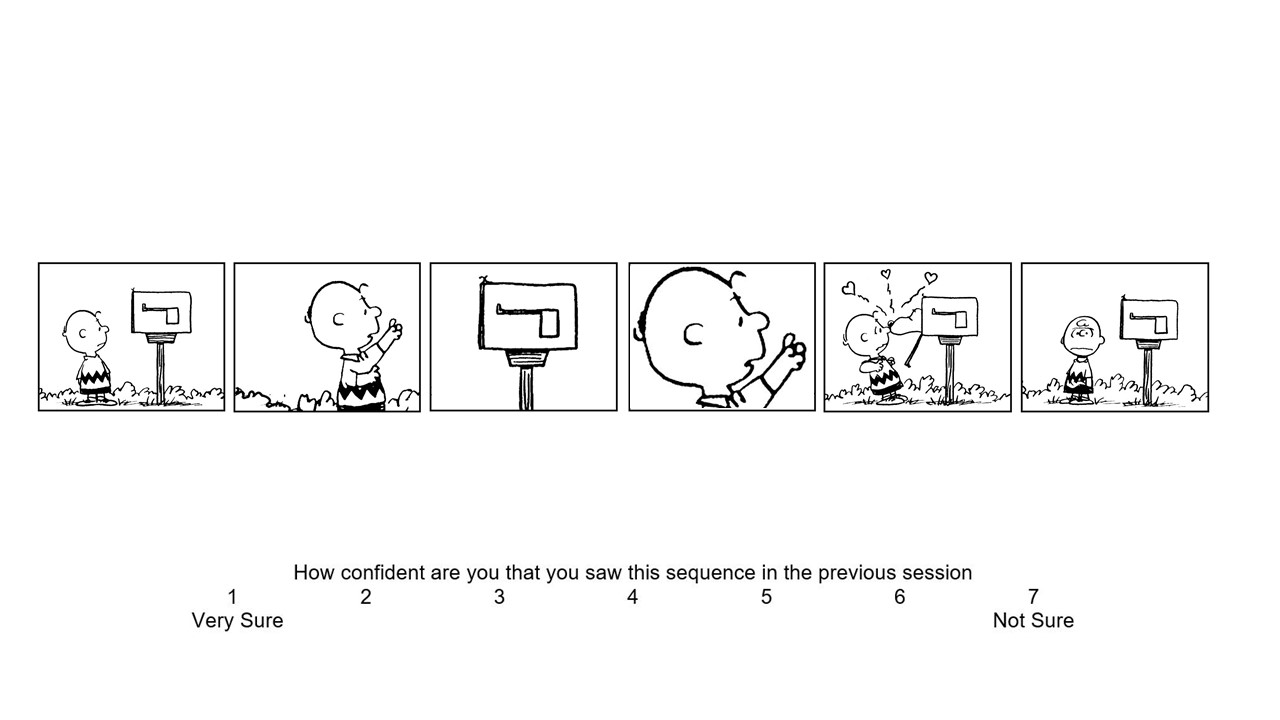 How confident are you that you saw this sequence in the previous session
1 2 3 4 5 6 7
Very Sure Not Sure